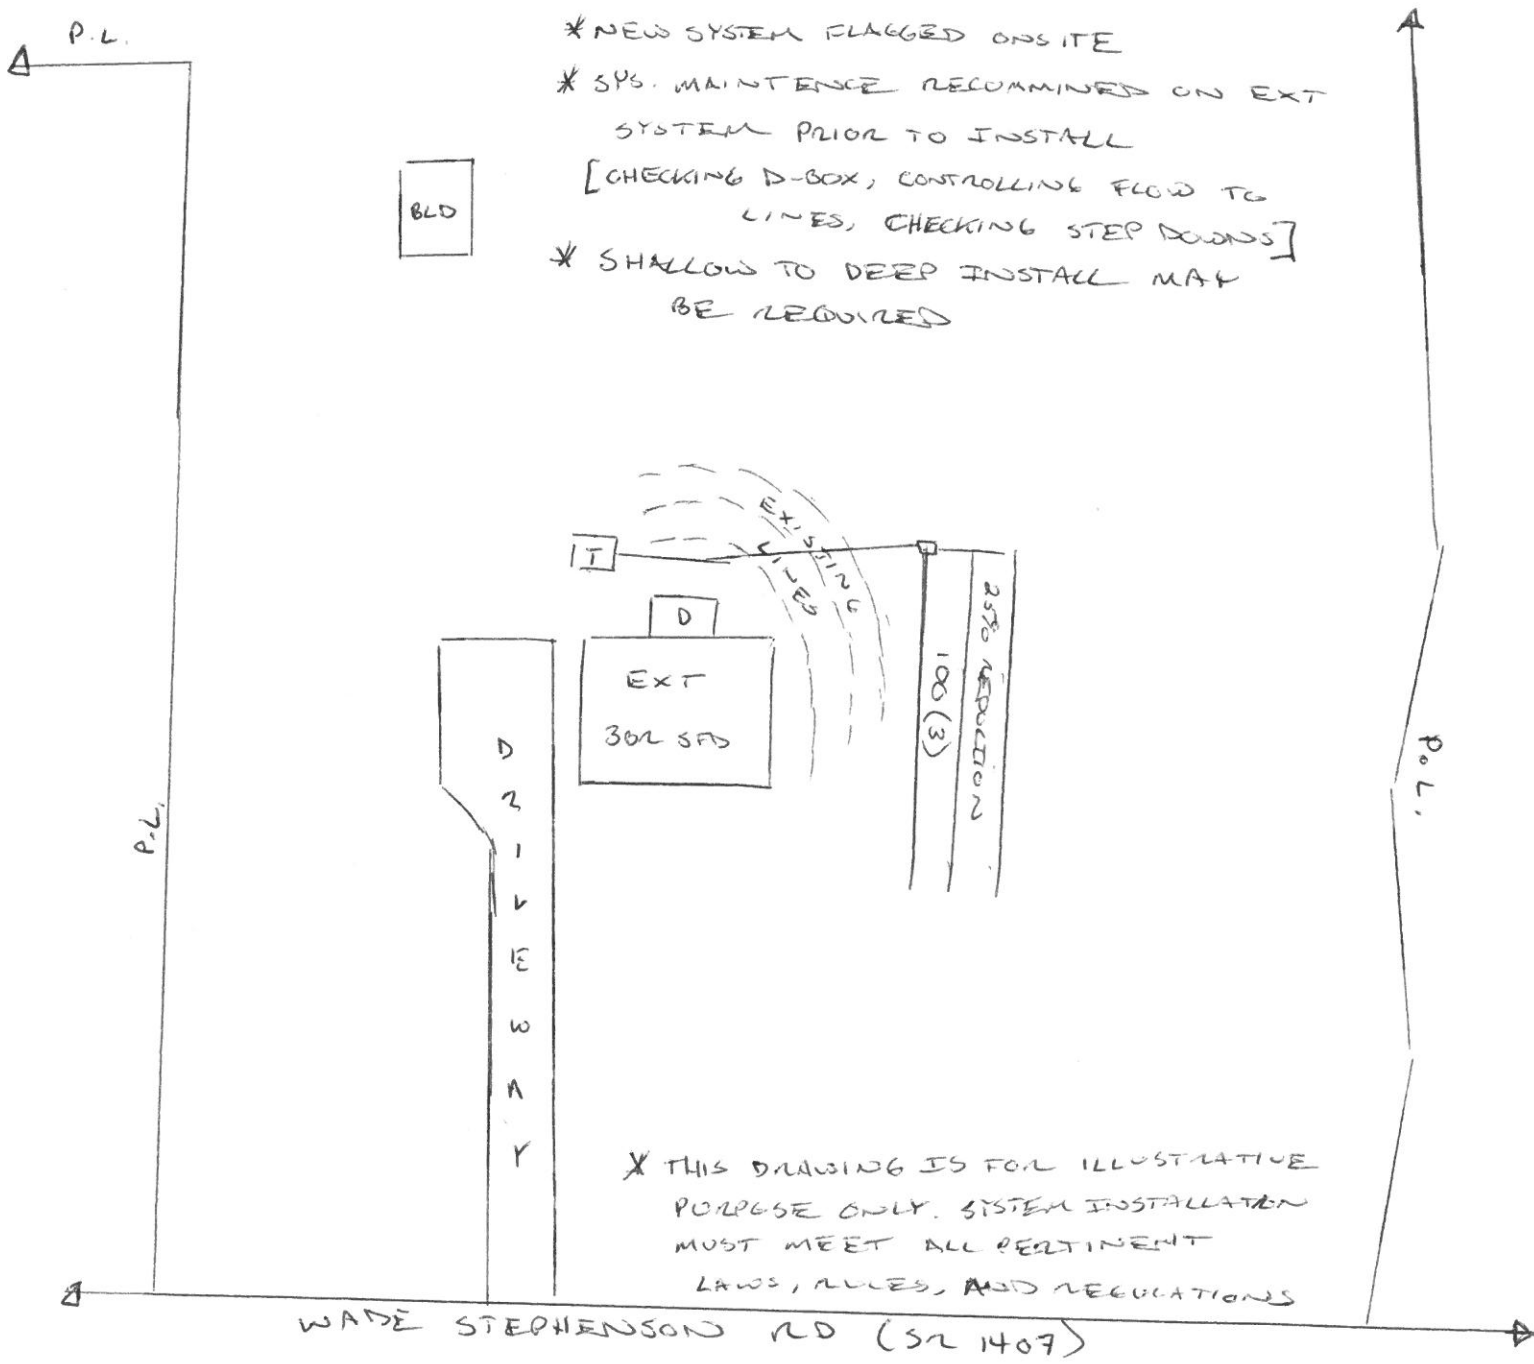 P.L.
* NEW SYSTEM FLAGGED ONSITE
* SYS. MAINTENCE RECOMMINED ON EXT
SYSTEM PRIOR TO INSTALL
[CHECKING D-BOX, CONTROLLING FLOW TO
LINES, CHECKING STEP DOWNS]
* SHALLOW TO DEEP INSTALL MAY
BE REQUIRED
BLD
EXISTING
LINES
T
D
EXT
3BR SFD
100 (3)
25% REDUCTION
DRIVEWAY
P.L.
P.L.
* THIS DRAWING IS FOR ILLUSTRATIVE
PURPOSE ONLY. SYSTEM INSTALLATION
MUST MEET ALL PERTINENT
LAWS, RULES, AND REGULATIONS
WADE STEPHENSON RD (SR 1407)